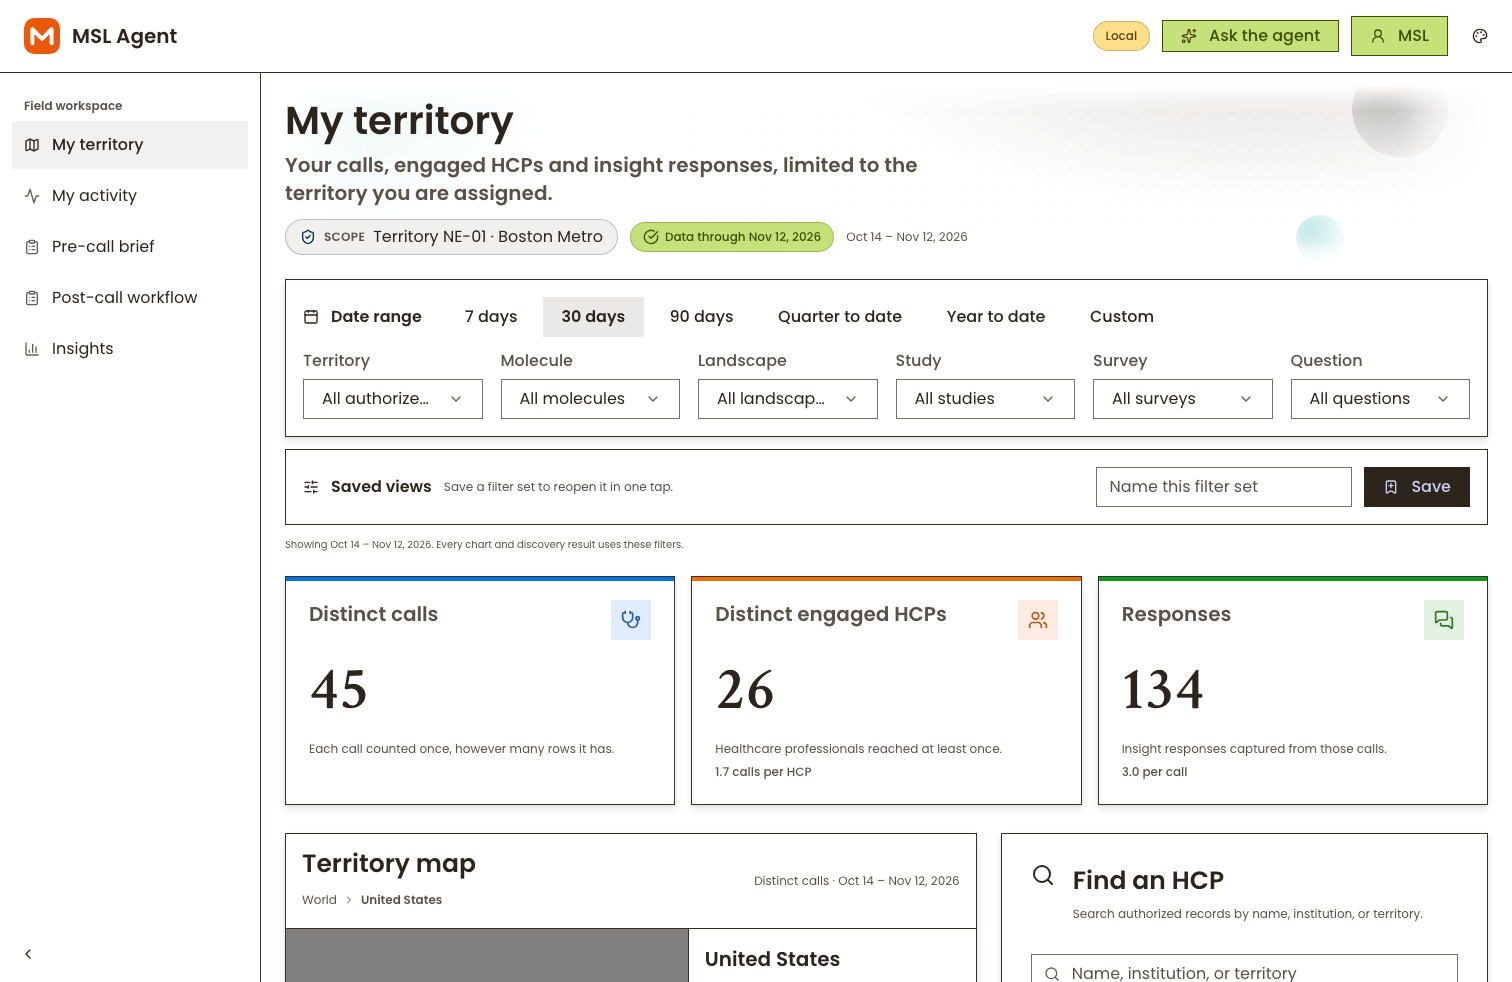 MSL Agent
Local
Ask the agent
MSL
Field workspace
My territory
My activity
Pre-call brief
Post-call workflow
Insights
My territory
Your calls, engaged HCPs and insight responses, limited to the
territory you are assigned.
SCOPE Territory NE-01 · Boston Metro
Data through Nov 12, 2026
Oct 14 – Nov 12, 2026
Date range
7 days
30 days
90 days
Quarter to date
Year to date
Custom
Territory
Molecule
Landscape
Study
Survey
Question
All authorize...
All molecules
All landscap...
All studies
All surveys
All questions
Saved views
Save a filter set to reopen it in one tap.
Name this filter set
Save
Showing Oct 14 – Nov 12, 2026. Every chart and discovery result uses these filters.
Distinct calls
45
Each call counted once, however many rows it has.
Distinct engaged HCPs
26
Healthcare professionals reached at least once.
1.7 calls per HCP
Responses
134
Insight responses captured from those calls.
3.0 per call
Territory map
World > United States
Distinct calls · Oct 14 – Nov 12, 2026
United States
Find an HCP
Search authorized records by name, institution, or territory.
Name, institution, or territory